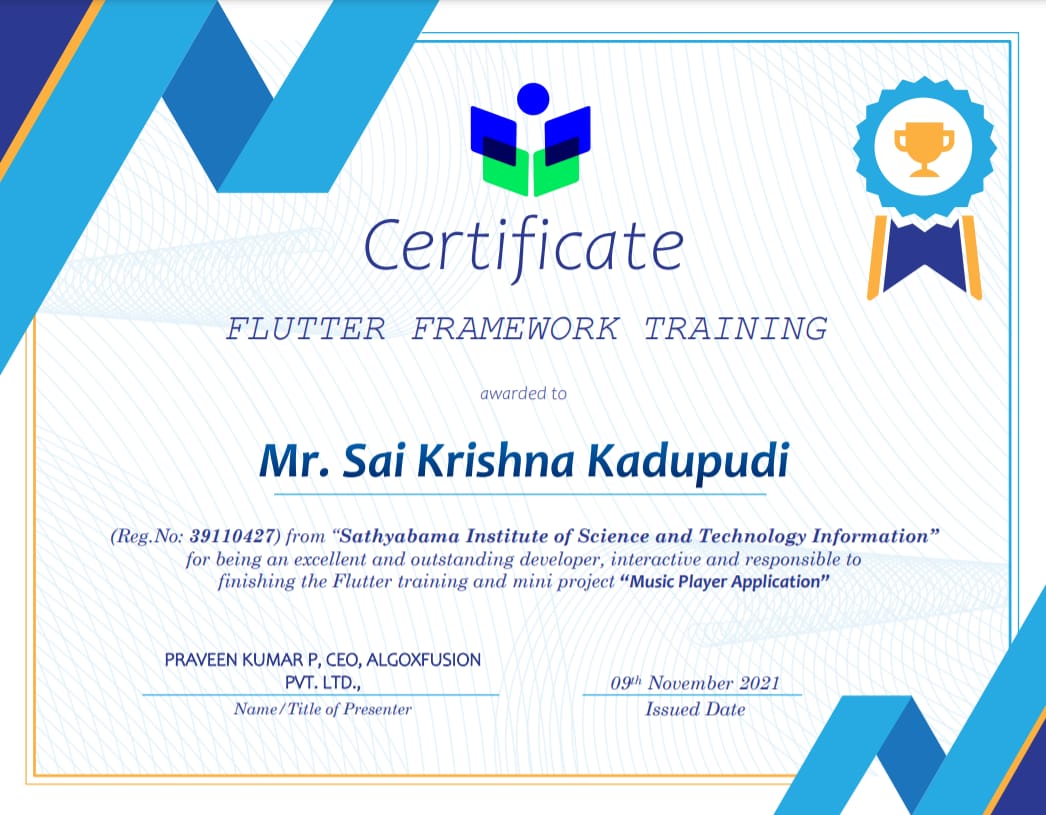 Certificate
FLUTTER FRAMEWORK TRAINING
awarded to
Mr. Sai Krishna Kadupudi
(Reg.No: 39110427) from “Sathyabama Institute of Science and Technology Information”
for being an excellent and outstanding developer, interactive and responsible to
finishing the Flutter training and mini project “Music Player Application”
PRAVEEN KUMAR P, CEO, ALGOXFUSION
PVT. LTD.,
Name/Title of Presenter
09th November 2021
Issued Date